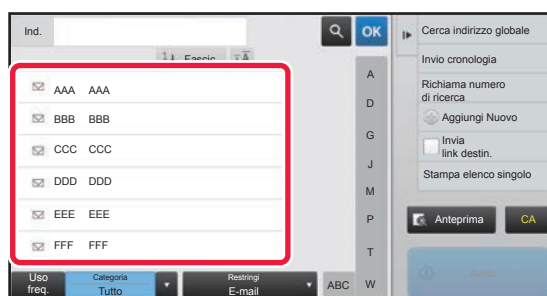 Ind.
OK
Fascic.
AAA AAA
BBB BBB
CCC CCC
DDD DDD
EEE EEE
FFF FFF
A
D
G
J
M
P
T
W
ABC
Uso
freq.
Categoria
Tutto
Restringi
E-mail
Cerca indirizzo globale
Invio cronologia
Richiama numero
di ricerca
Aggiungi Nuovo
Invia
link destin.
Stampa elenco singolo
Anteprima
CA
Avvio